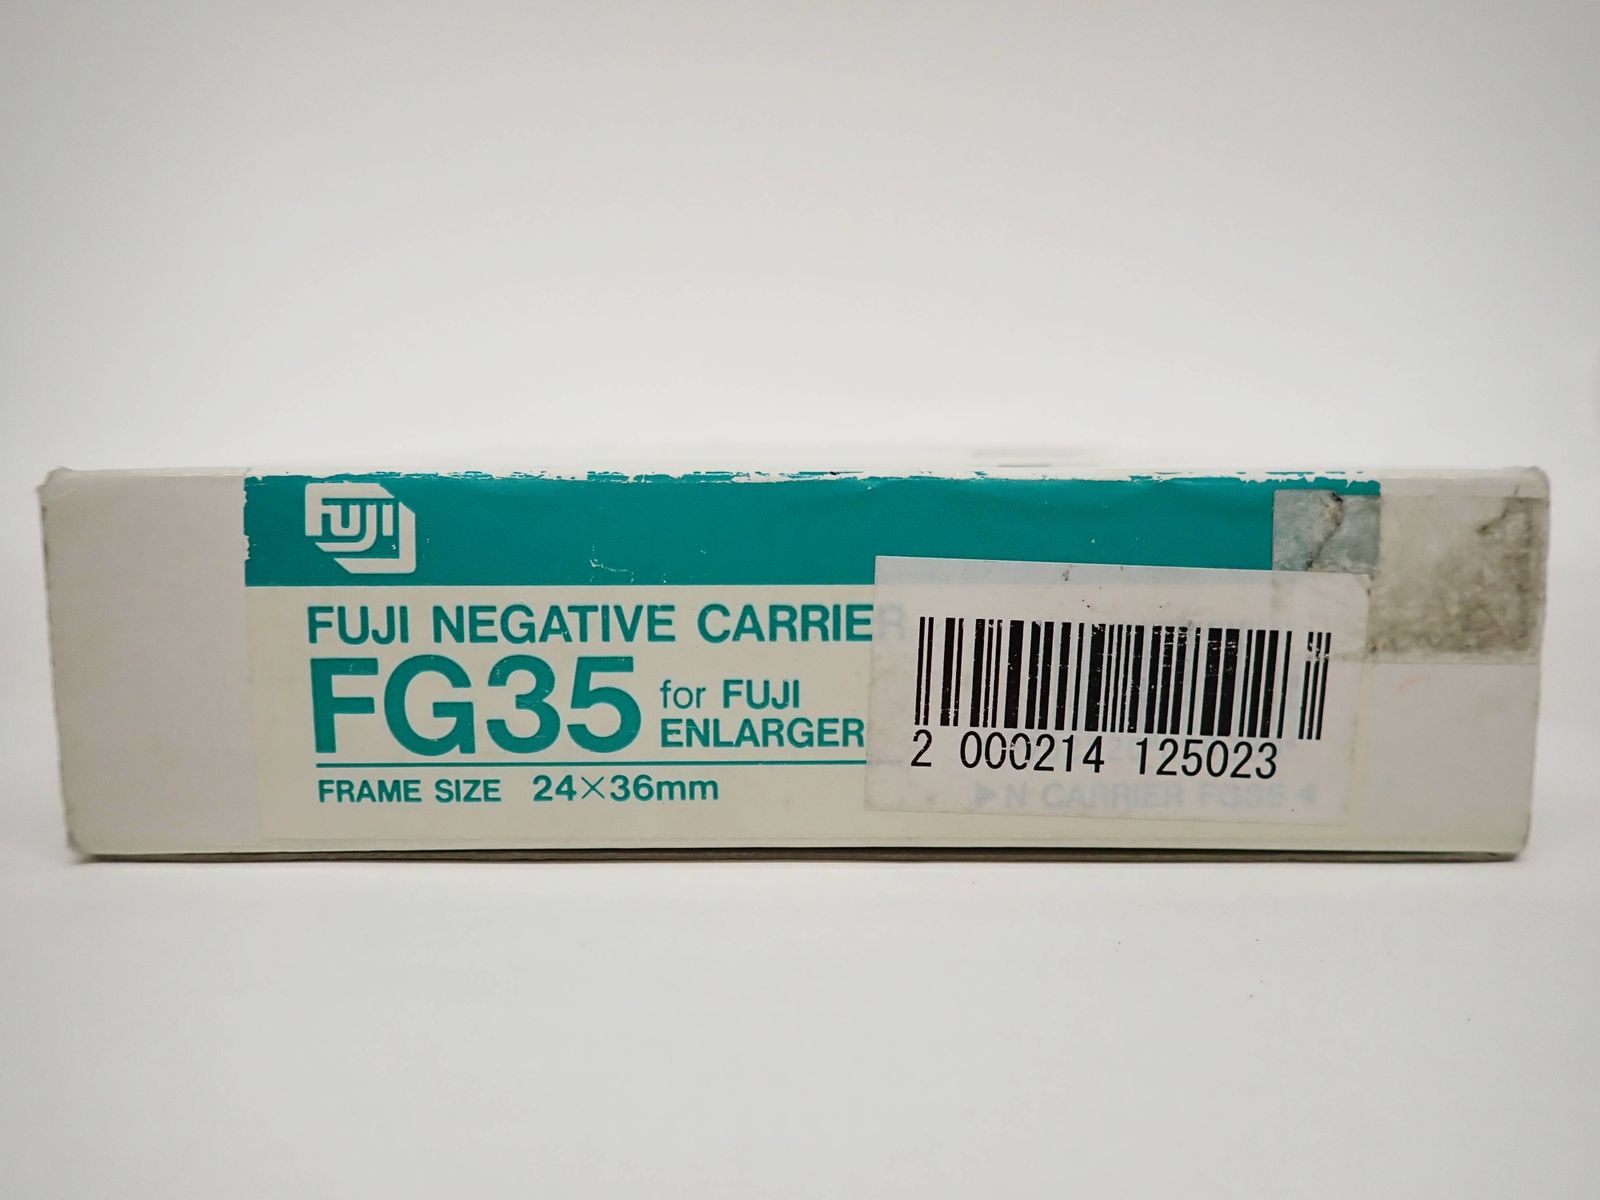 FUJI
FUJI NEGATIVE CARRIER
FG35 for FUJI
ENLARGER
FRAME SIZE 24×36mm
2 000214 125023
▶N CARRIER FG35◀